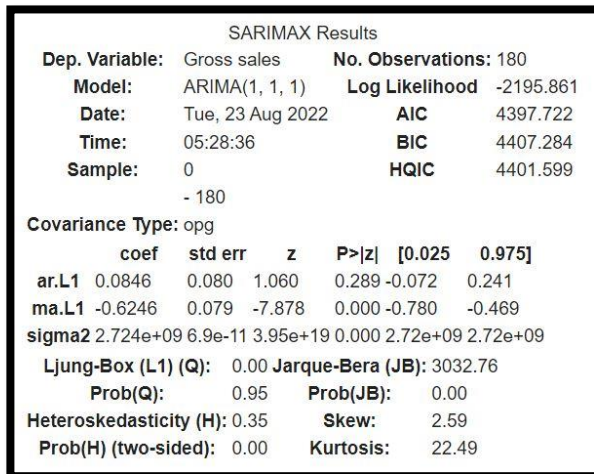 SARIMAX Results
Dep. Variable: Gross sales No. Observations: 180
Model: ARIMA(1, 1, 1) Log Likelihood -2195.861
Date: Tue, 23 Aug 2022 AIC 4397.722
Time: 05:28:36 BIC 4407.284
Sample: 0 HQIC 4401.599
- 180
Covariance Type: opg
coef std err z P>|z| [0.025 0.975]
ar.L1 0.0846 0.080 1.060 0.289 -0.072 0.241
ma.L1 -0.6246 0.079 -7.878 0.000 -0.780 -0.469
sigma2 2.724e+09 6.9e-11 3.95e+19 0.000 2.72e+09 2.72e+09
Ljung-Box (L1) (Q): 0.00 Jarque-Bera (JB): 3032.76
Prob(Q): 0.95 Prob(JB): 0.00
Heteroskedasticity (H): 0.35 Skew: 2.59
Prob(H) (two-sided): 0.00 Kurtosis: 22.49